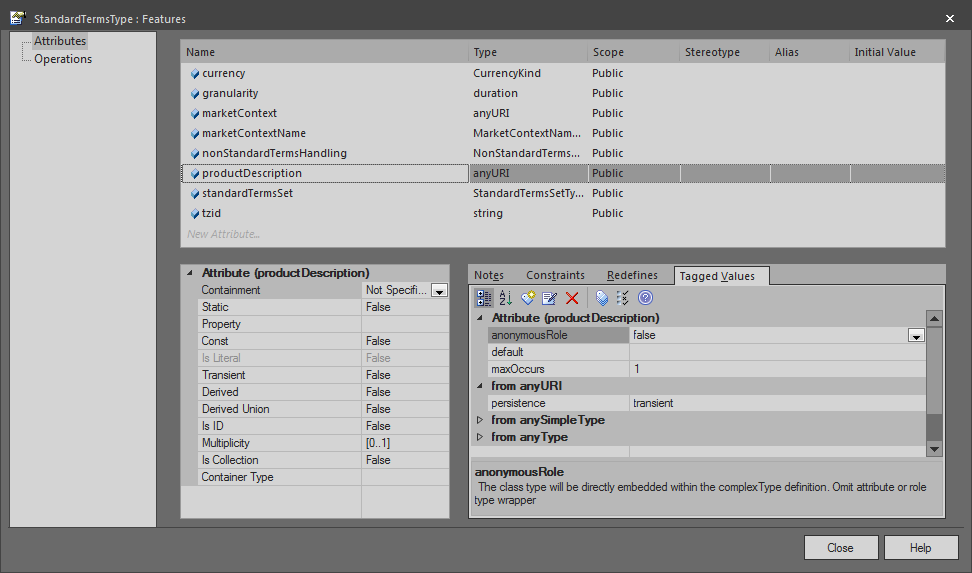 StandardTermsType : Features
Attributes
Operations
Name Type Scope Stereotype Alias Initial Value
currency CurrencyKind Public
granularity duration Public
marketContext anyURI Public
marketContextName MarketContextNam... Public
nonStandardTermsHandling NonStandardTerms... Public
productDescription anyURI Public
standardTermsSet StandardTermsSetTy... Public
tzid string Public
New Attribute...
Attribute (productDescription)
Containment Not Specifi...
Static False
Property
Const False
Is Literal False
Transient False
Derived False
Derived Union False
Is ID False
Multiplicity [0..1]
Is Collection False
Container Type
Notes Constraints Redefines Tagged Values
Attribute (productDescription)
anonymousRole false
default
maxOccurs 1
from anyURI
persistence transient
from anySimpleType
from anyType
anonymousRole
The class type will be directly embedded within the complexType definition. Omit attribute or role
type wrapper
Close Help